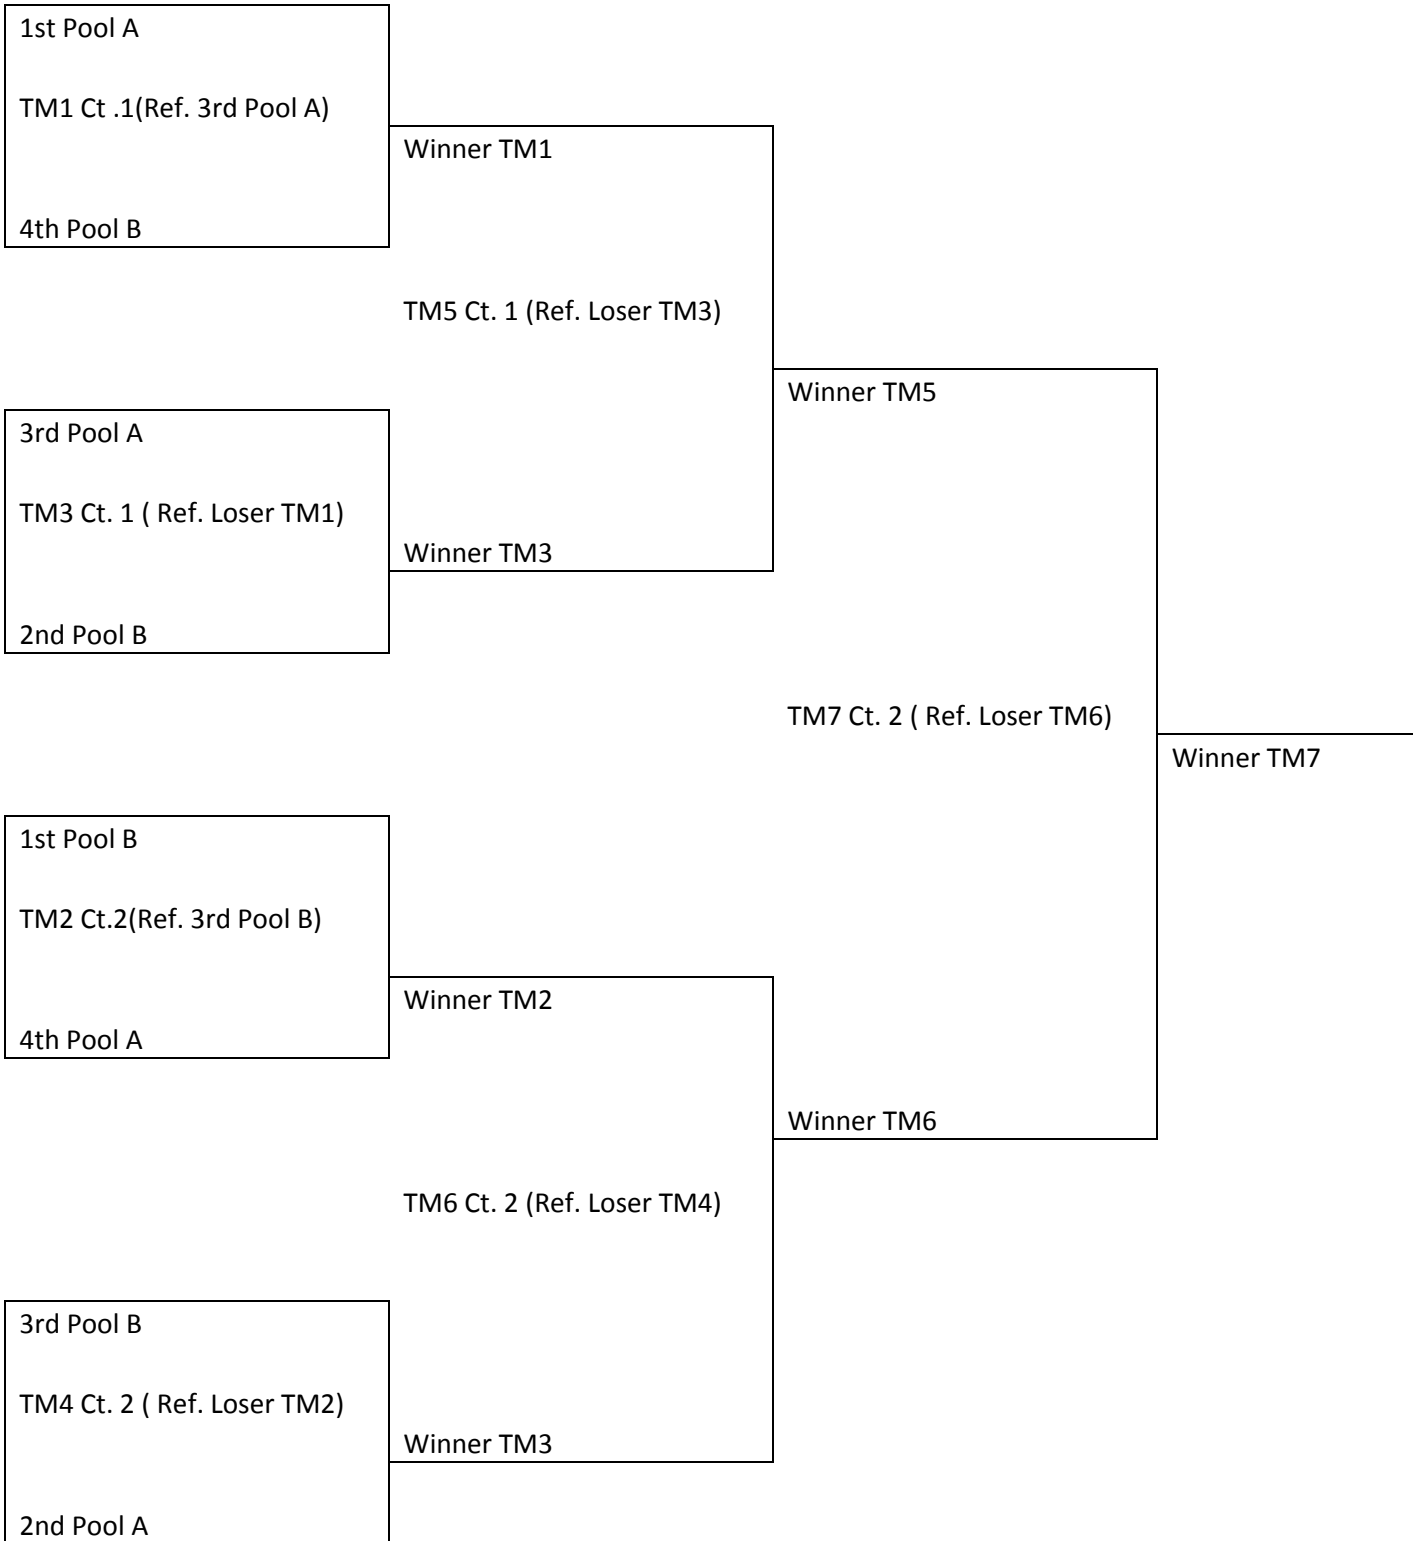 1st Pool A
TM1 Ct .1(Ref. 3rd Pool A)
Winner TM1
4th Pool B
TM5 Ct. 1 (Ref. Loser TM3)
Winner TM5
3rd Pool A
TM3 Ct. 1 ( Ref. Loser TM1)
Winner TM3
2nd Pool B
TM7 Ct. 2 ( Ref. Loser TM6)
Winner TM7
1st Pool B
TM2 Ct.2(Ref. 3rd Pool B)
Winner TM2
4th Pool A
Winner TM6
TM6 Ct. 2 (Ref. Loser TM4)
3rd Pool B
TM4 Ct. 2 ( Ref. Loser TM2)
Winner TM3
2nd Pool A